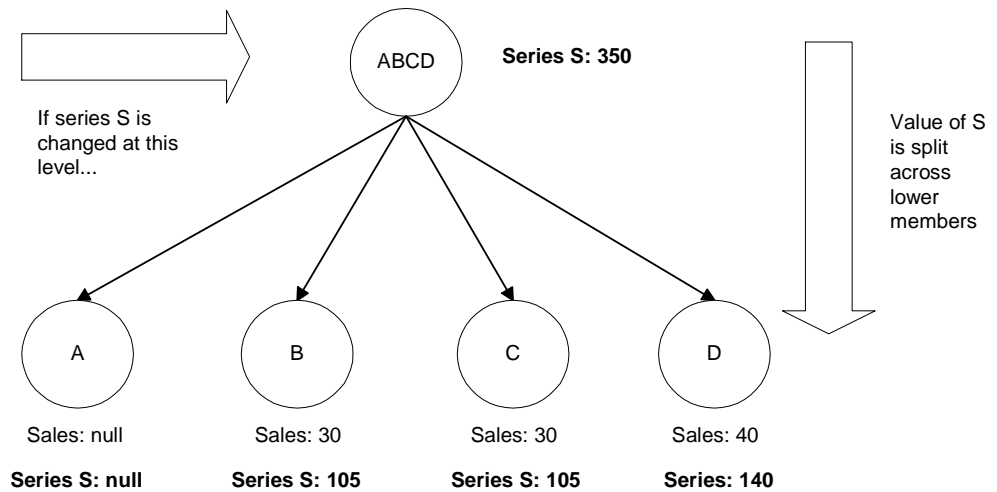 ABCD
Series S: 350
If series S is
changed at this
level...
Value of S
is split
across
lower
members
A
B
C
D
Sales: null
Sales: 30
Sales: 30
Sales: 40
Series S: null
Series S: 105
Series S: 105
Series: 140